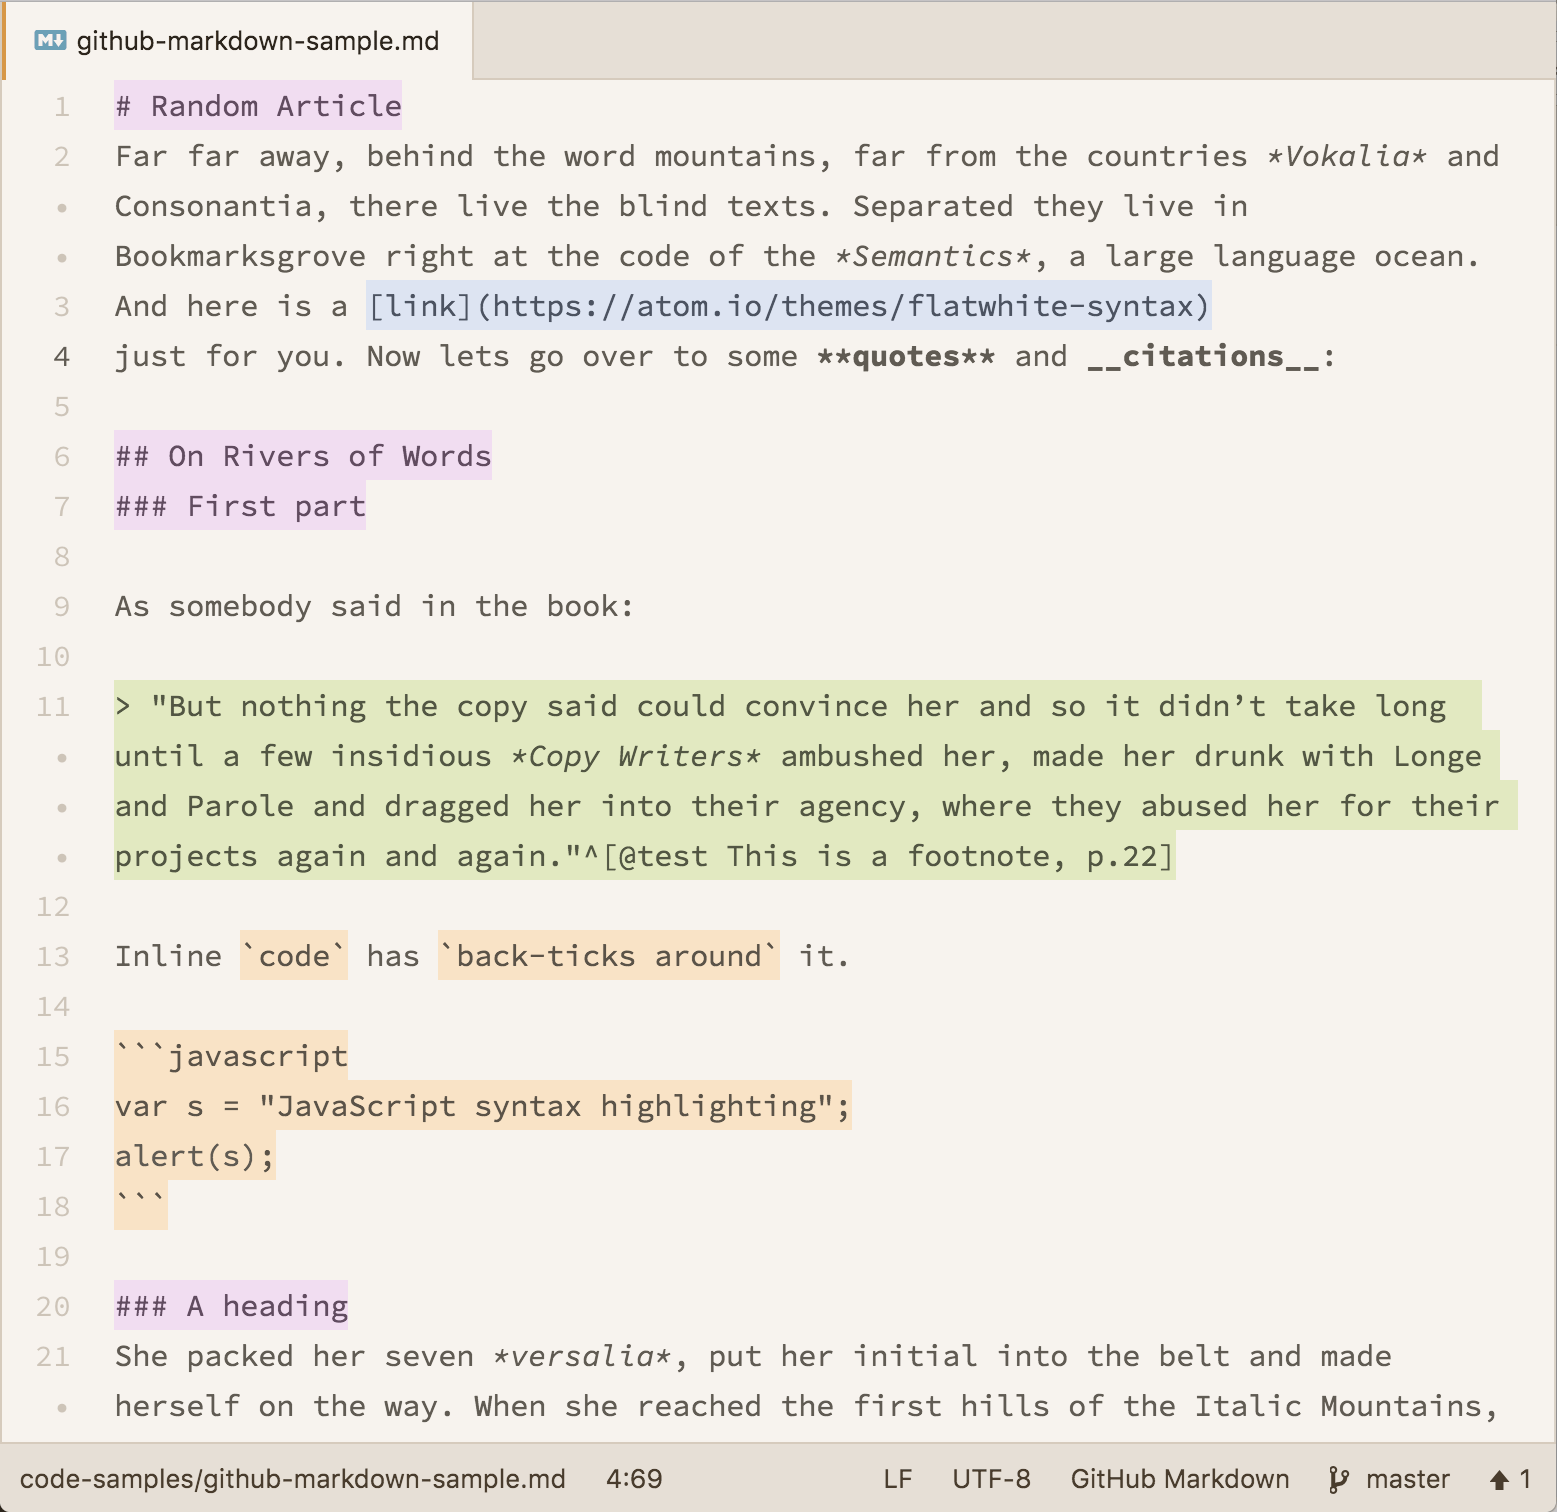 M↓ github-markdown-sample.md
1 # Random Article
2 Far far away, behind the word mountains, far from the countries *Vokalia* and
• Consonantia, there live the blind texts. Separated they live in
• Bookmarksgrove right at the code of the *Semantics*, a large language ocean.
3 And here is a [link](https://atom.io/themes/flatwhite-syntax)
4 just for you. Now lets go over to some **quotes** and __citations__:
5
6 ## On Rivers of Words
7 ### First part
8
9 As somebody said in the book:
10
11 > "But nothing the copy said could convince her and so it didn’t take long
• until a few insidious *Copy Writers* ambushed her, made her drunk with Longe
• and Parole and dragged her into their agency, where they abused her for their
• projects again and again."^[@test This is a footnote, p.22]
12
13 Inline `code` has `back-ticks around` it.
14
15 ```javascript
16 var s = "JavaScript syntax highlighting";
17 alert(s);
18 ```
19
20 ### A heading
21 She packed her seven *versalia*, put her initial into the belt and made
• herself on the way. When she reached the first hills of the Italic Mountains,
code-samples/github-markdown-sample.md 4:69 LF UTF-8 GitHub Markdown master 1